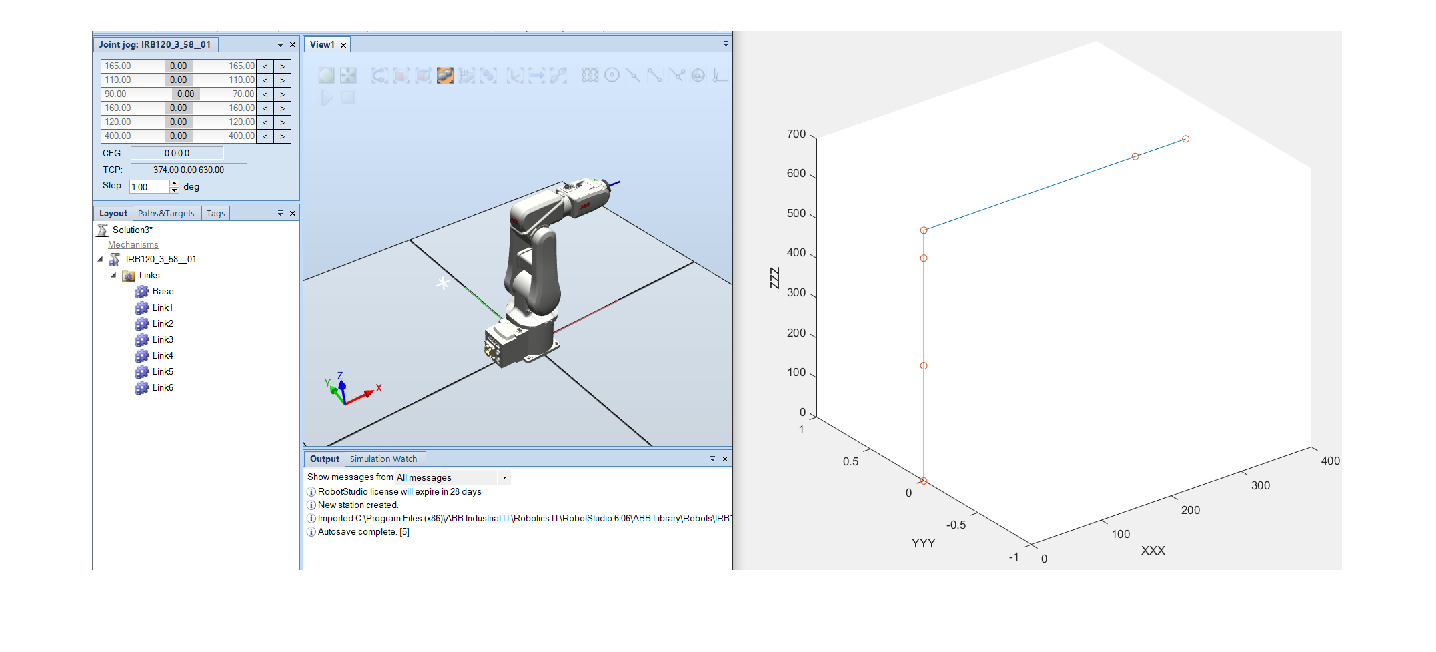 Joint jog: IRB120_3_58__01
165.00 0.00 165.00 < >
110.00 0.00 110.00 < >
90.00 0.00 70.00 < >
160.00 0.00 160.00 < >
120.00 0.00 120.00 < >
400.00 0.00 400.00 < >
CFG: 0 0 0 0
TCP: 374.00 0.00 630.00
Step: 1.00 deg
Layout Paths&Targets Tags
Solution3*
Mechanisms
IRB120_3_58__01
Links
Base
Link1
Link2
Link3
Link4
Link5
Link6
View1
ABB
Z
Y
X
Output Simulation Watch
Show messages from All messages
RobotStudio license will expire in 28 days
New station created.
Imported C:\Program Files (x86)\ABB Industrial IT\Robotics IT\RobotStudio 6.06\ABB Library\Robots\IRB1
Autosave complete. [5]
700
600
500
400
300
200
100
0
ZZZ
1
0.5
0
-0.5
-1
YYY
0
100
200
300
400
XXX